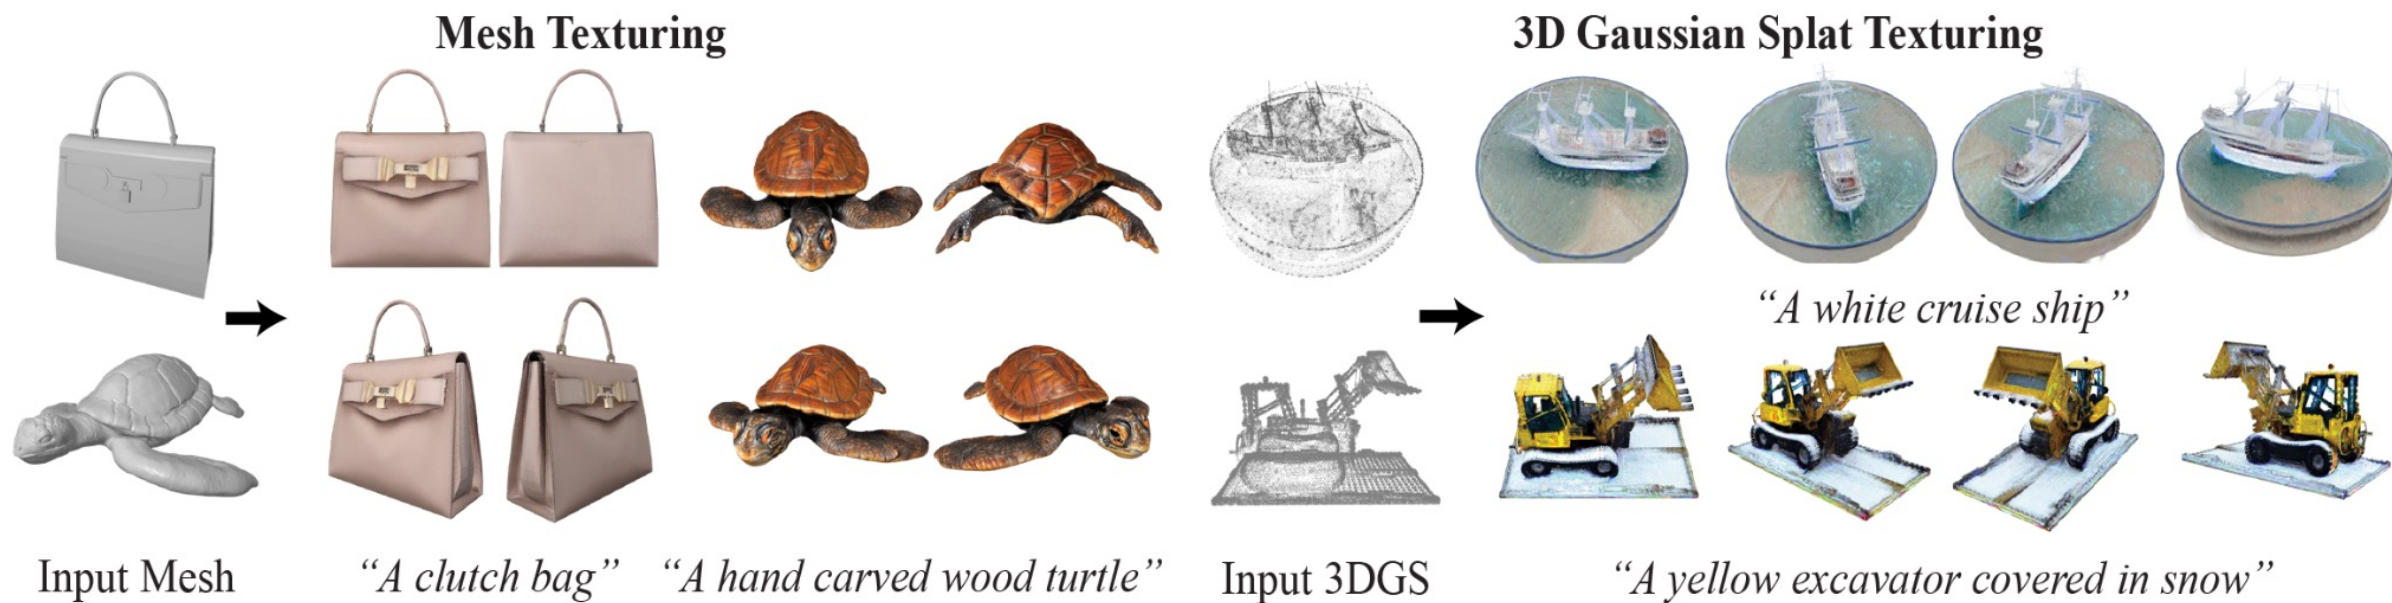 Mesh Texturing
3D Gaussian Splat Texturing
“A white cruise ship”
Input Mesh
“A clutch bag”
“A hand carved wood turtle”
Input 3DGS
“A yellow excavator covered in snow”